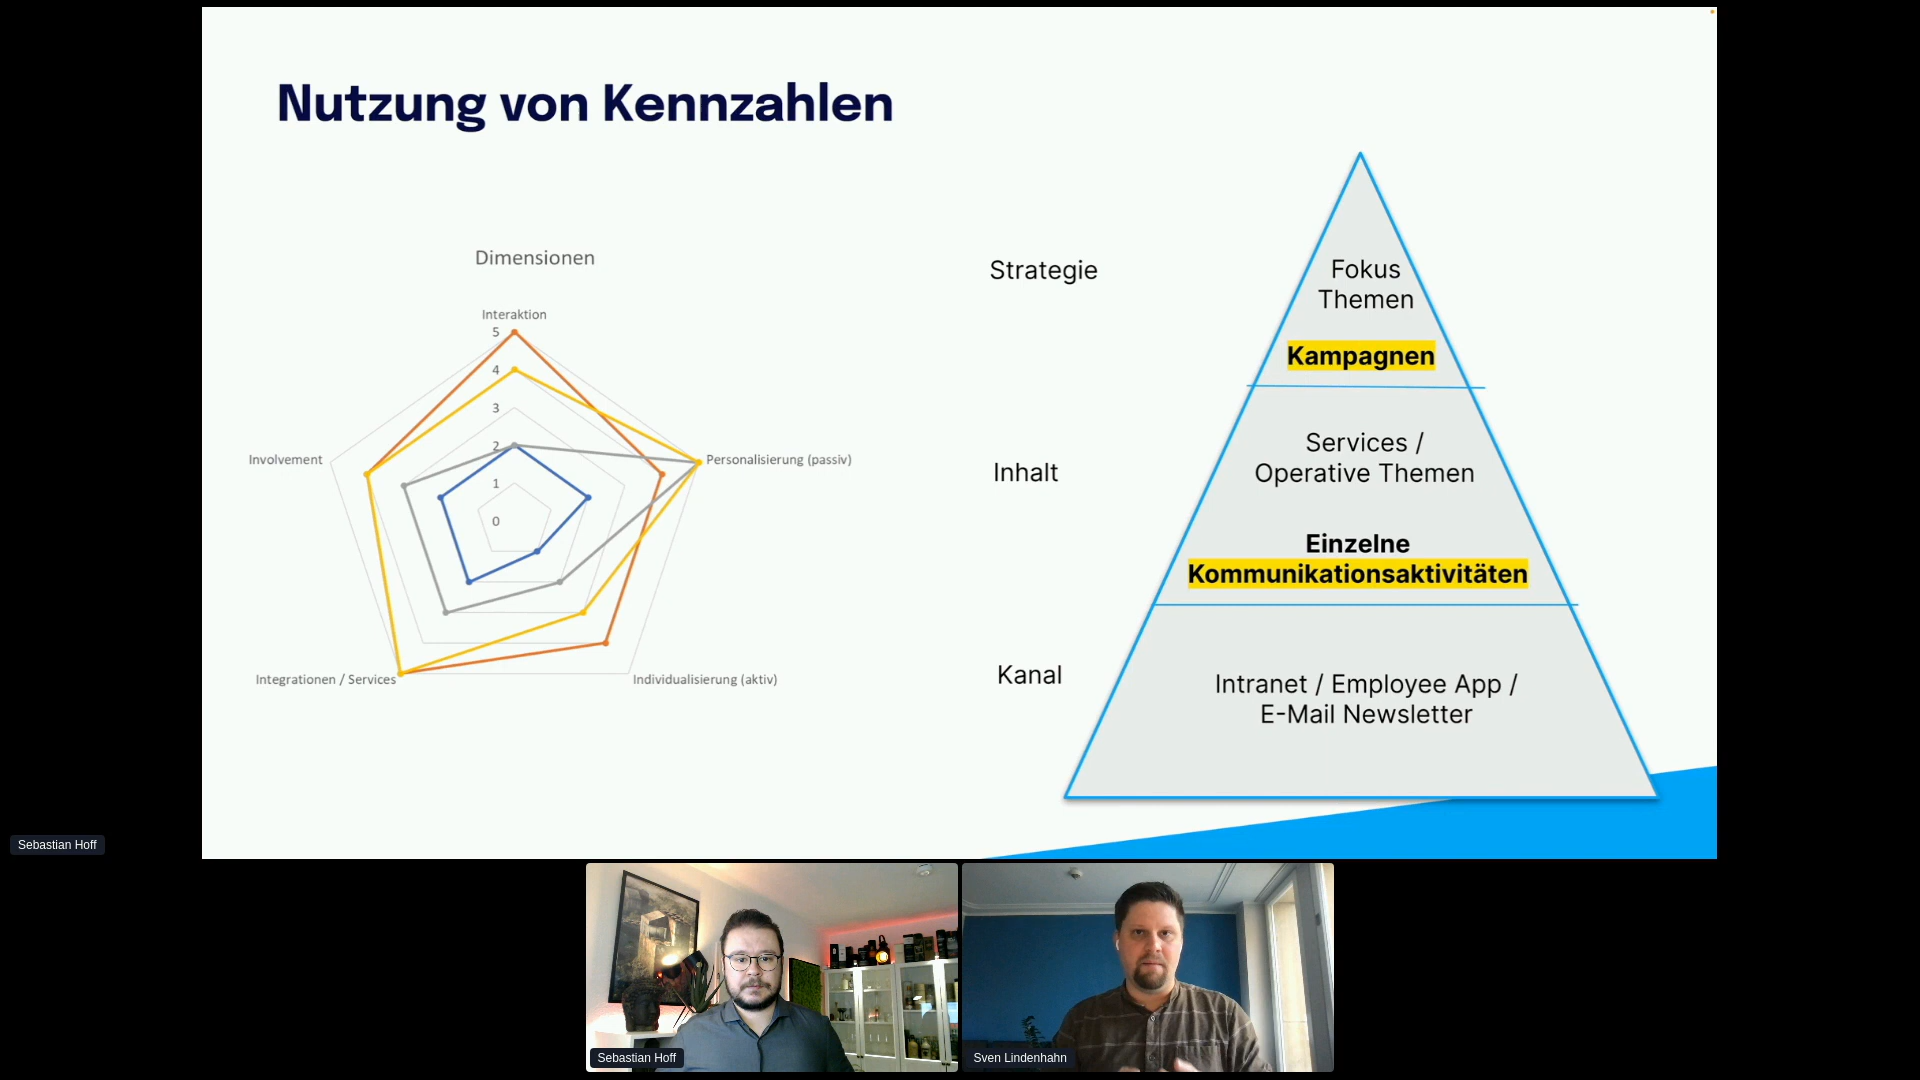 Nutzung von Kennzahlen
Dimensionen
Interaktion
5
4
3
2
1
0
Involvement
Personalisierung (passiv)
Integrationen / Services
Individualisierung (aktiv)
Strategie
Fokus
Themen
Kampagnen
Inhalt
Services /
Operative Themen
Einzelne
Kommunikationsaktivitäten
Kanal
Intranet / Employee App /
E-Mail Newsletter
Sebastian Hoff
Sebastian Hoff
Sven Lindenhahn